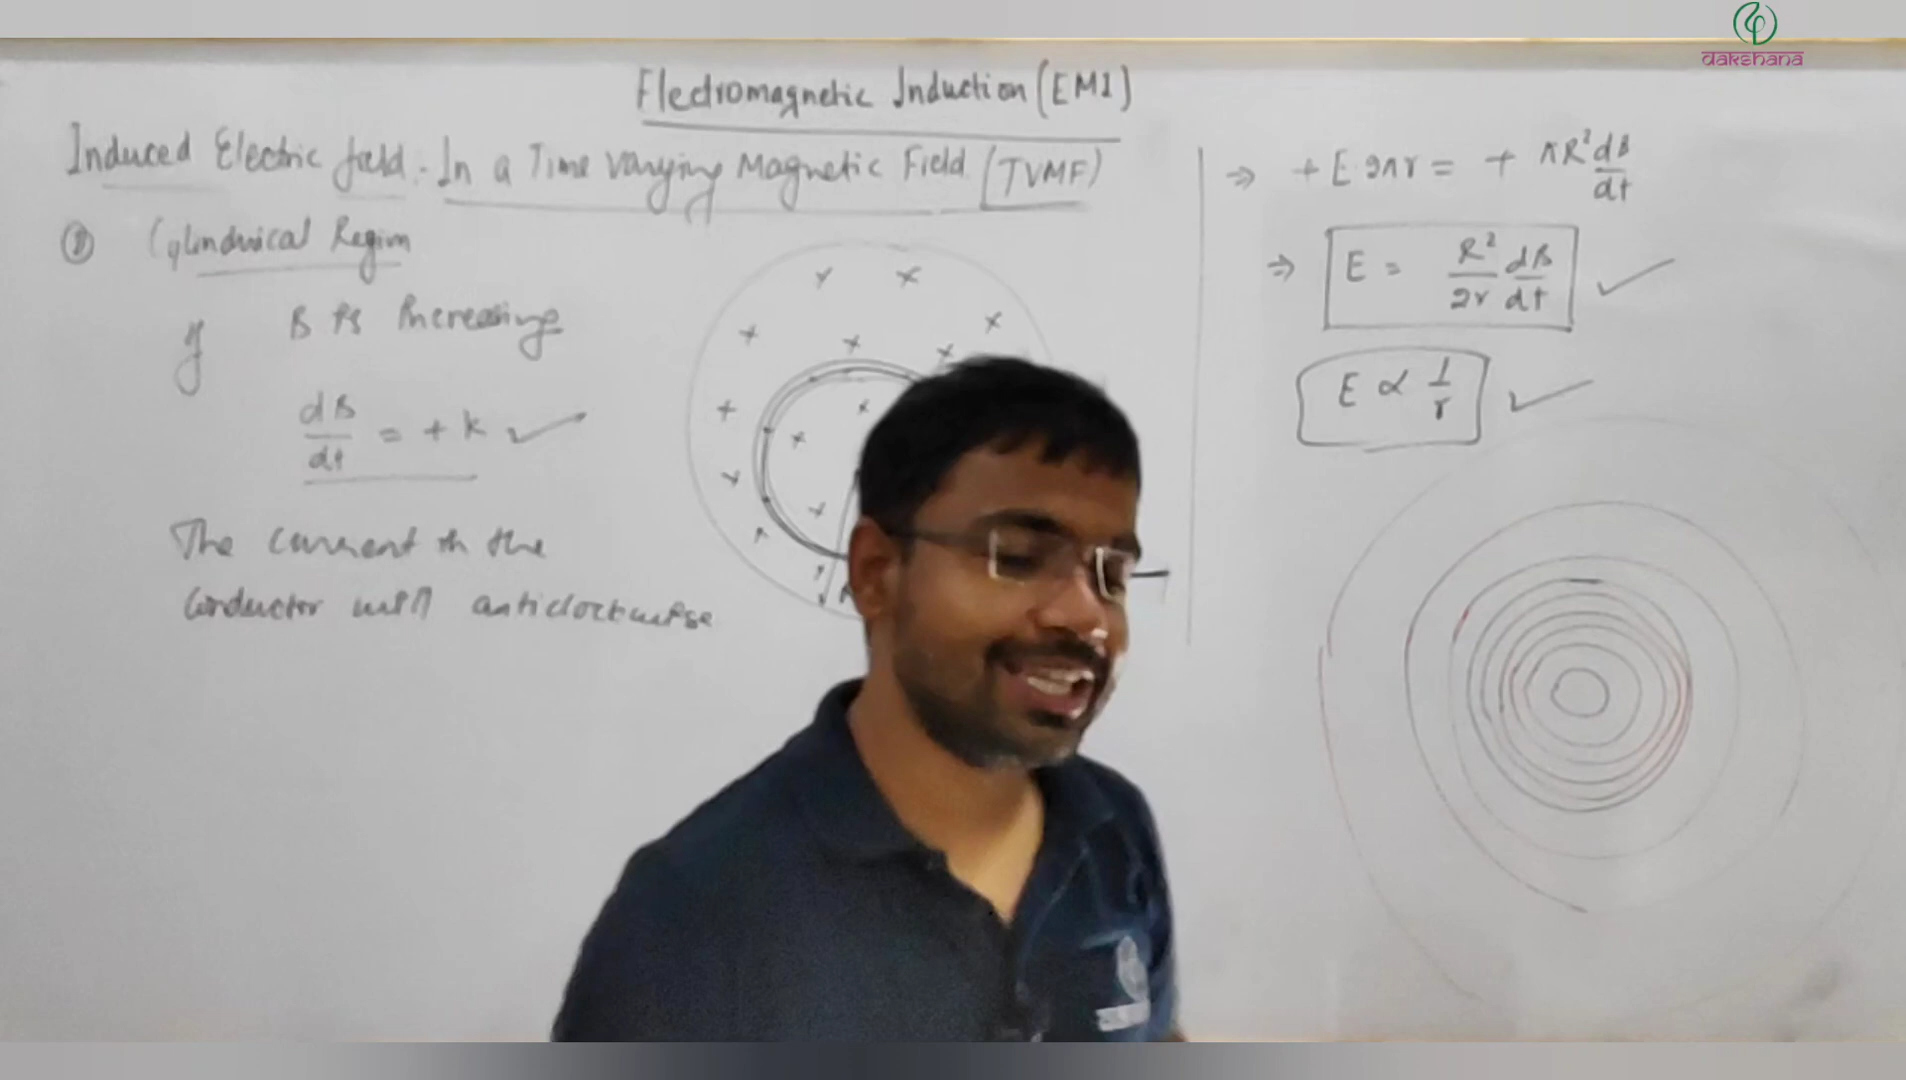 dakshana
Electromagnetic Induction (EMI)
Induced Electric field :- In a Time Varying Magnetic Field (TVMF)
① Cylindrical Region
if B is increasing
dB/dt = + k ✓
The current in the
conductor will anticlockwise
⇒ + E 2πr = + πR² dB/dt
⇒ E = R²/2r dB/dt ✓
E ∝ 1/r ✓